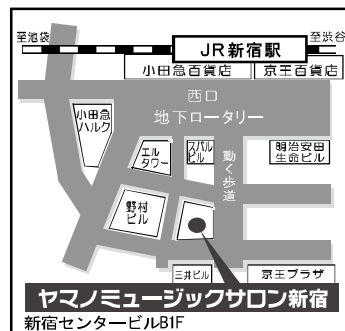 至池袋
至渋谷
JR新宿駅
小田急百貨店
京王百貨店
西口
地下ロータリー
小田急
ハルク
エル
タワー
スバル
ビル
動く歩道
明治安田
生命ビル
野村
ビル
三井ビル
京王プラザ
ヤマノミュージックサロン新宿
新宿センタービルB1F